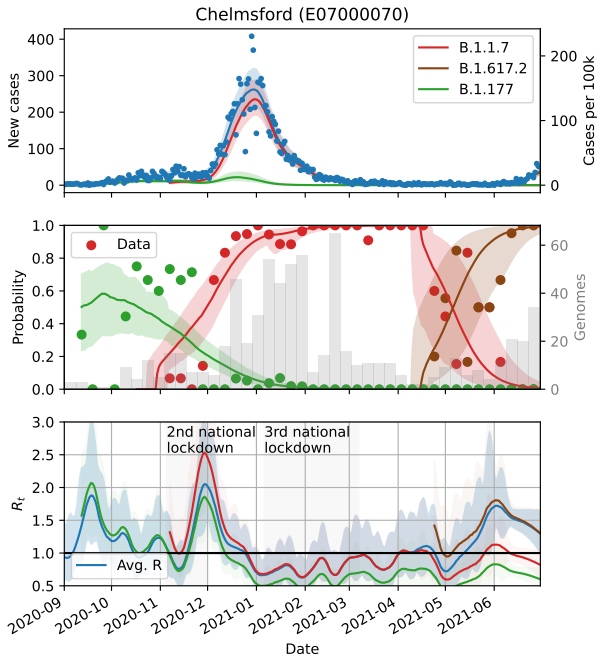 Chelmsford (E07000070)
400
300
200
100
0
New cases
200
100
0
Cases per 100k
B.1.1.7
B.1.617.2
B.1.177
1.0
0.8
0.6
0.4
0.2
0.0
Probability
60
40
20
0
Genomes
Data
3.0
2.5
2.0
1.5
1.0
0.5
Rt
2nd national
lockdown
3rd national
lockdown
Avg. R
2020-09
2020-10
2020-11
2020-12
2021-01
2021-02
2021-03
2021-04
2021-05
2021-06
Date